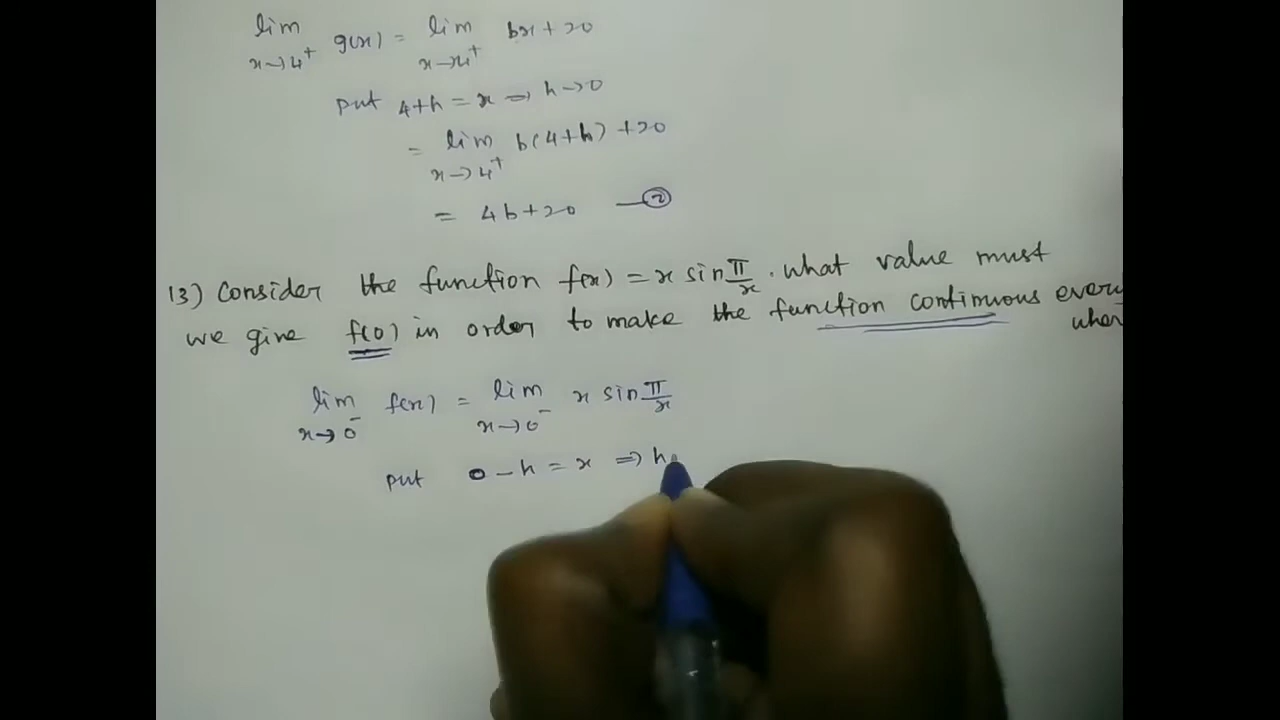 lim g(x) = lim bx + 20
x→4⁺ x→4⁺
put 4+h = x ⇒ h→0
= lim b(4+h) + 20
x→4⁺
= 4b + 20 —②
13) Consider the function f(x) = x sin π/x . what value must
we give f(0) in order to make the function continuous every
wher
lim f(x) = lim x sin π/x
x→0⁻ x→0⁻
put 0 - h = x ⇒ h